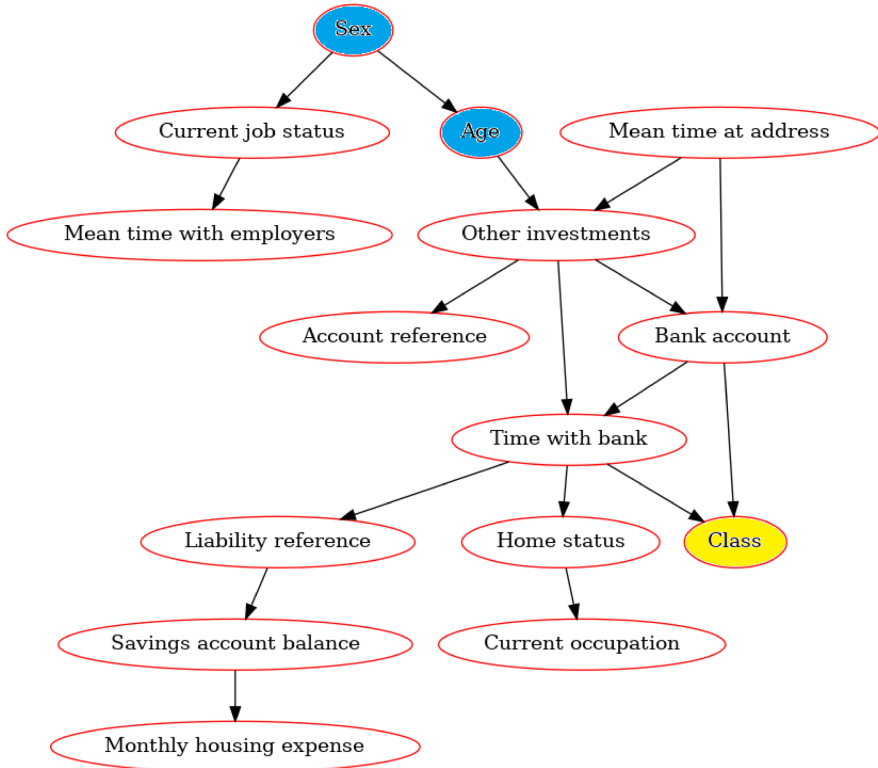 Sex
Current job status
Age
Mean time at address
Mean time with employers
Other investments
Account reference
Bank account
Time with bank
Liability reference
Home status
Class
Savings account balance
Current occupation
Monthly housing expense